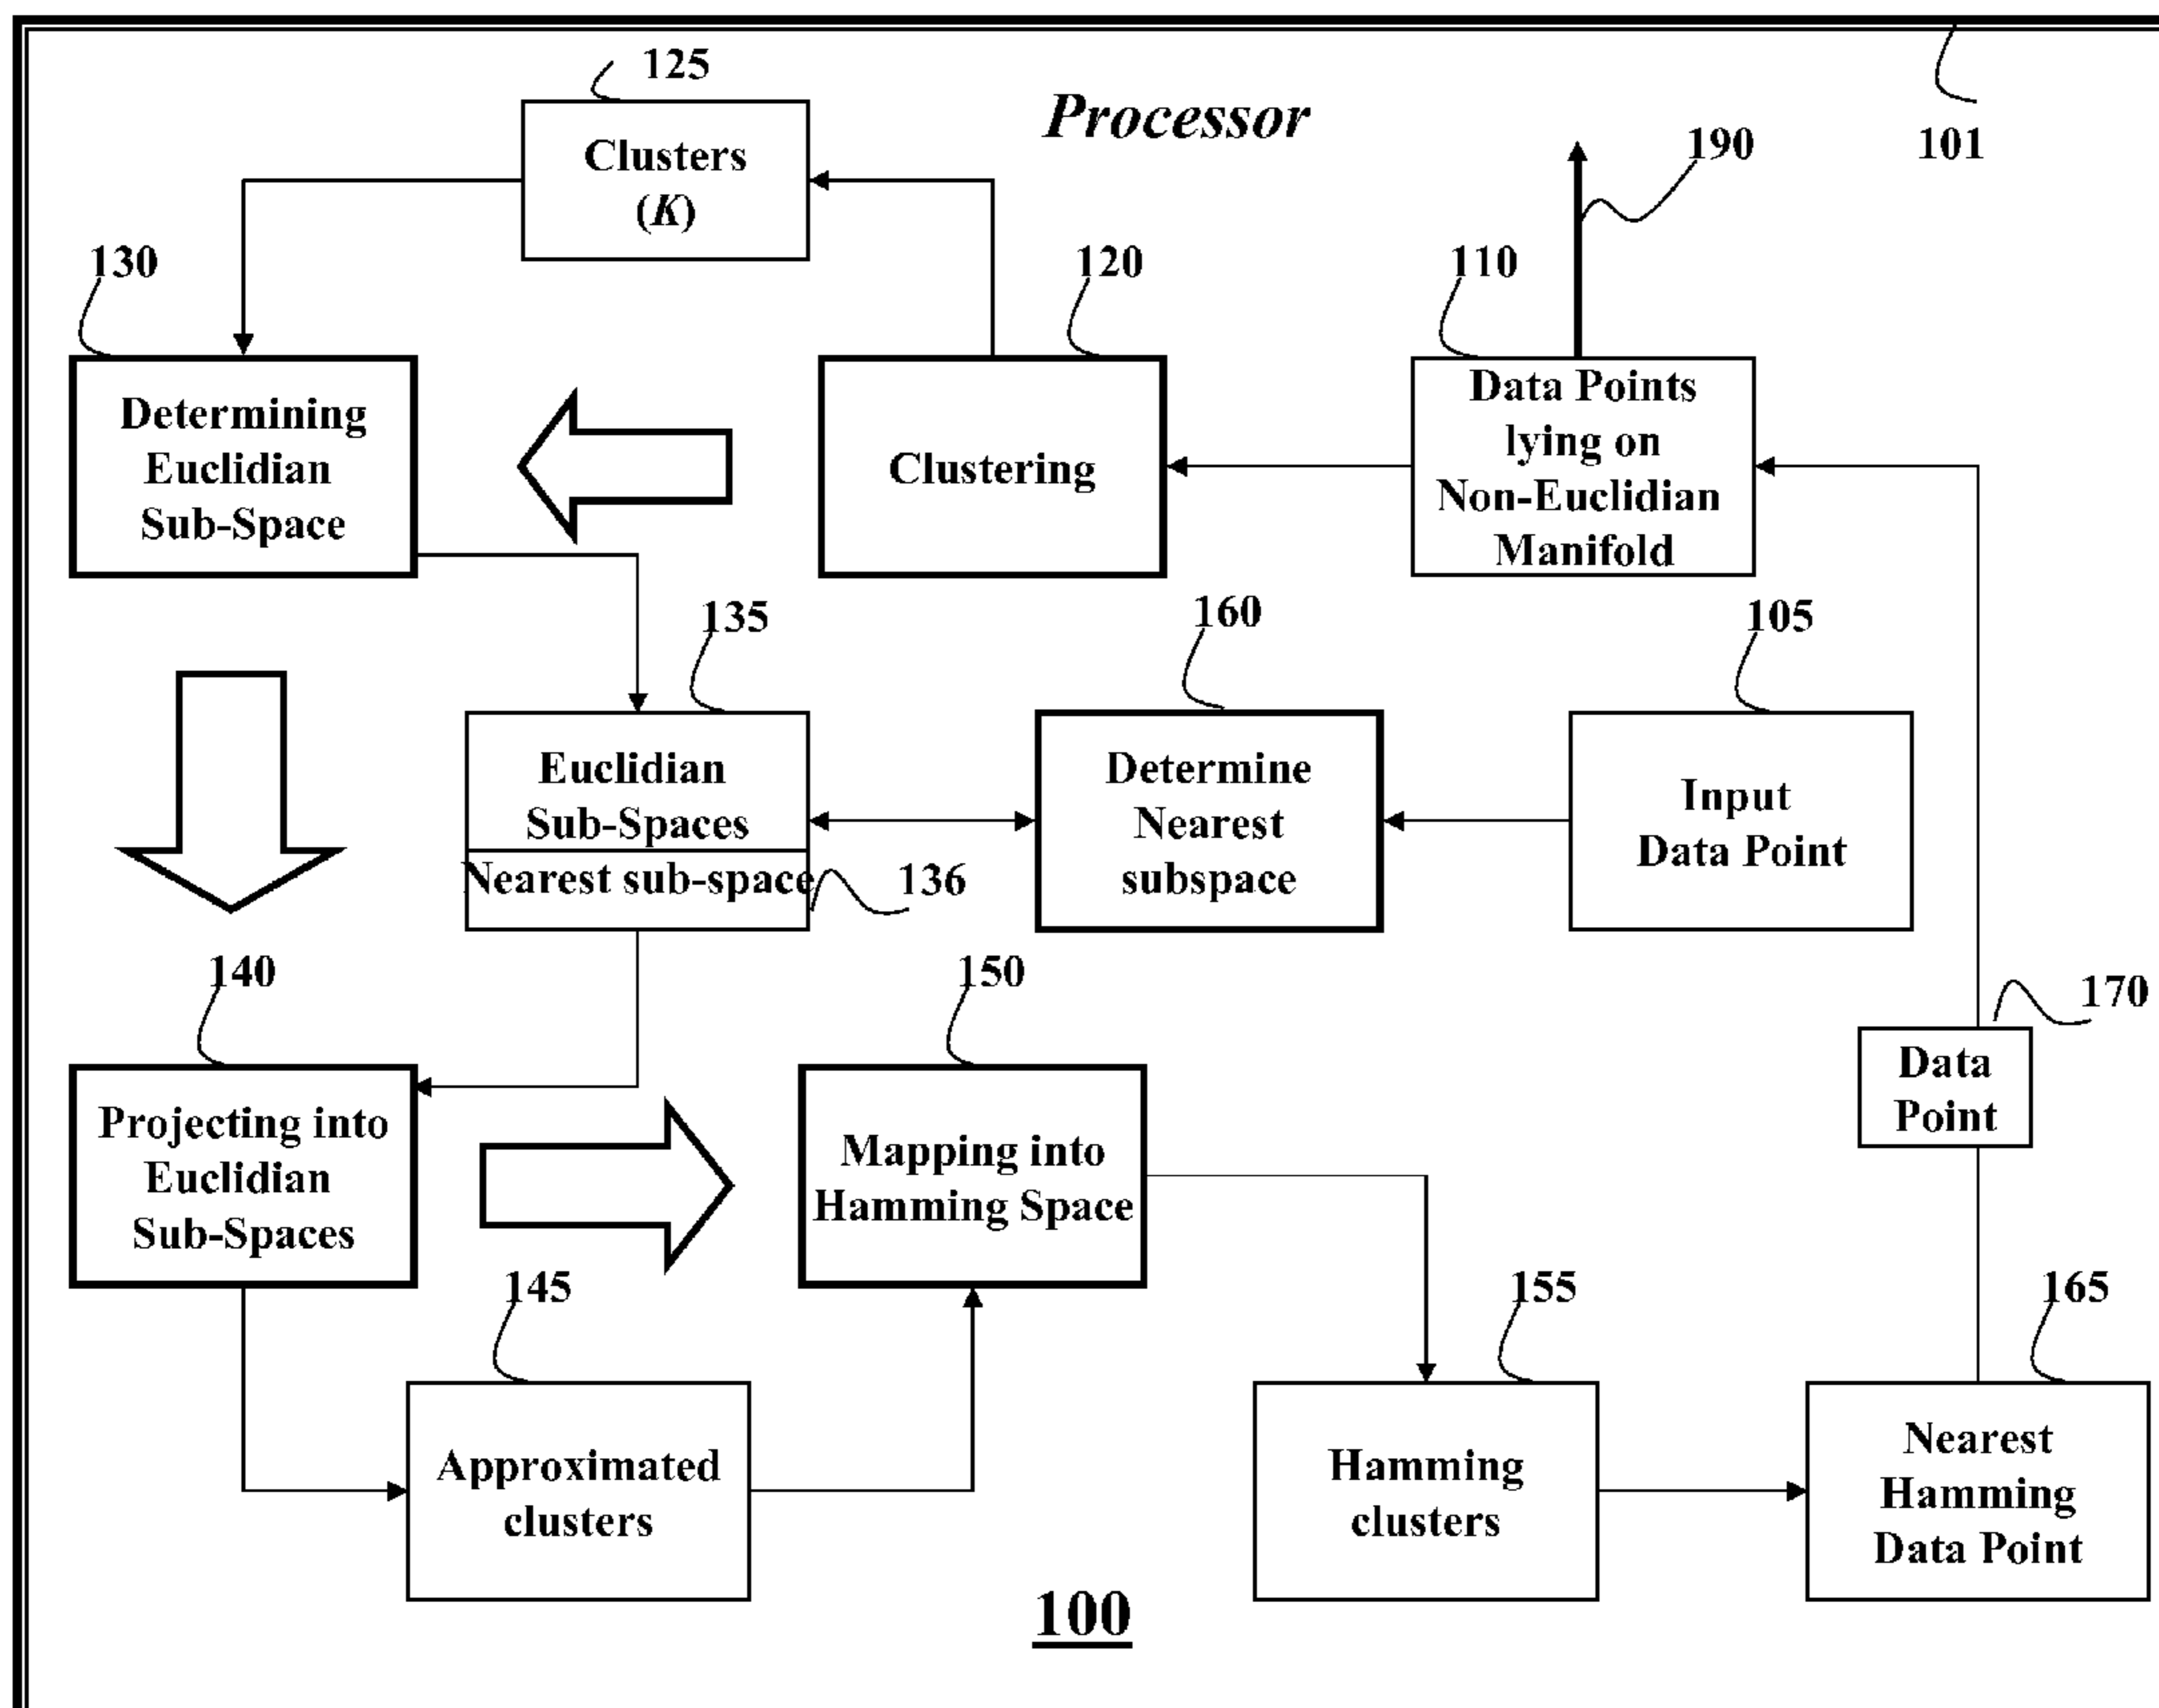 125
Processor
101
190
Clusters
(K)
130
120
110
Determining
Euclidian
Sub-Space
Clustering
Data Points
lying on
Non-Euclidian
Manifold
135
160
105
Euclidian
Sub-Spaces
Nearest sub-space
136
Determine
Nearest
subspace
Input
Data Point
140
150
170
Data
Point
Projecting into
Euclidian
Sub-Spaces
Mapping into
Hamming Space
145
155
165
Approximated
clusters
Hamming
clusters
Nearest
Hamming
Data Point
100